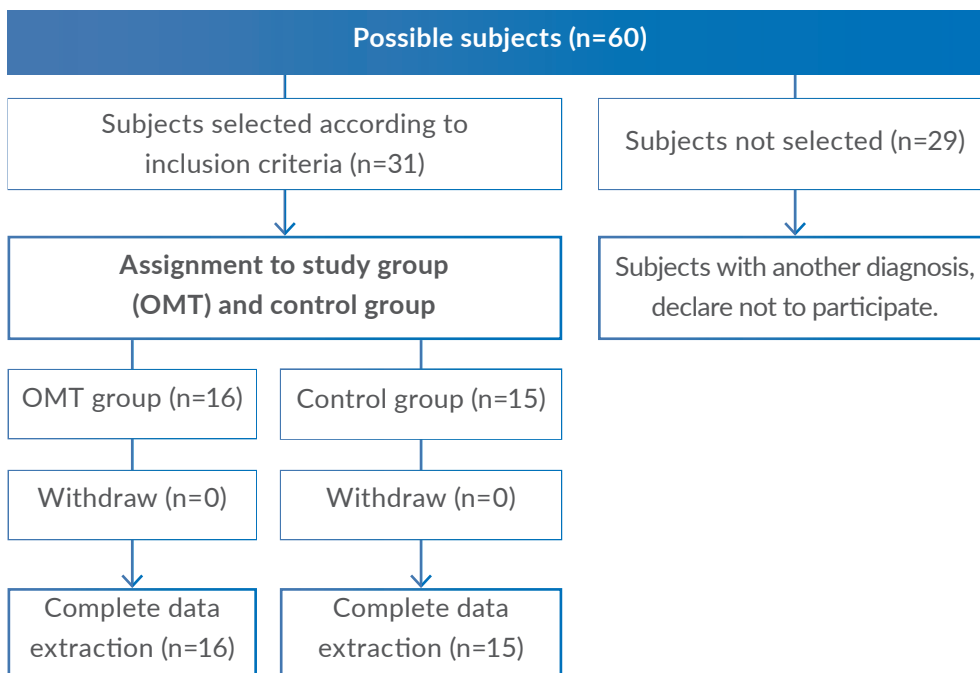 Possible subjects (n=60)
Subjects selected according to
inclusion criteria (n=31)
Subjects not selected (n=29)
Assignment to study group
(OMT) and control group
Subjects with another diagnosis,
declare not to participate.
OMT group (n=16)
Control group (n=15)
Withdraw (n=0)
Withdraw (n=0)
Complete data
extraction (n=16)
Complete data
extraction (n=15)